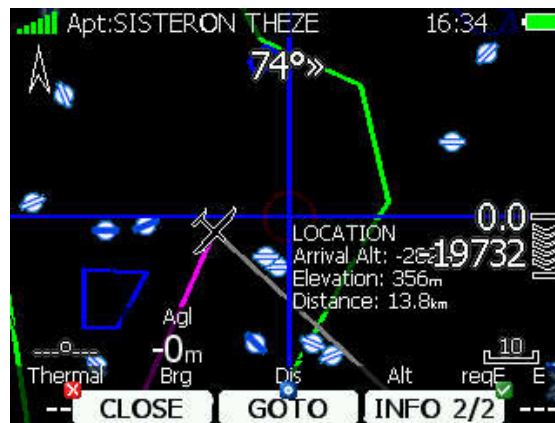 Apt:SISTERON THEZE 16:34
74°»
0.0
LOCATION
Arrival Alt:
19732
Elevation: 356m
Distance: 13.8km
Agl
-0m
10
Thermal Brg Dis Alt reqE E
CLOSE GOTO INFO 2/2